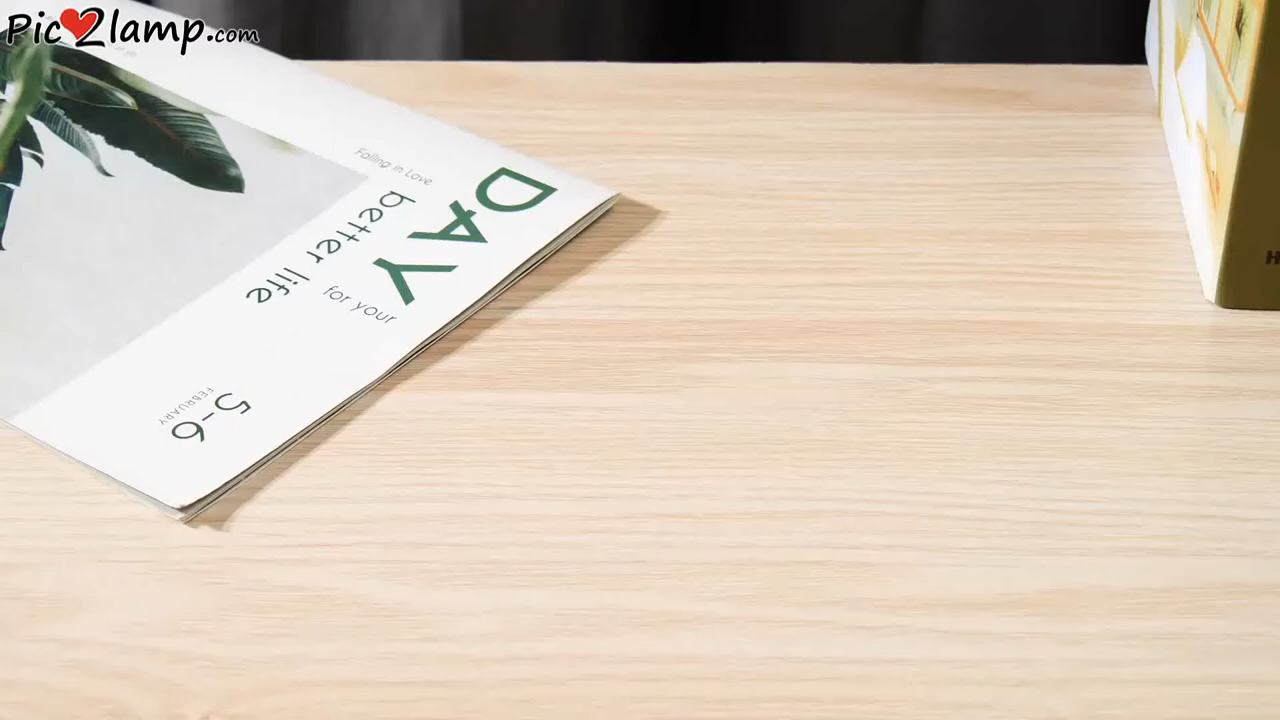 Pic2lamp.com
Falling in Love
DAY
better life
for your
5-6
FEBRUARY